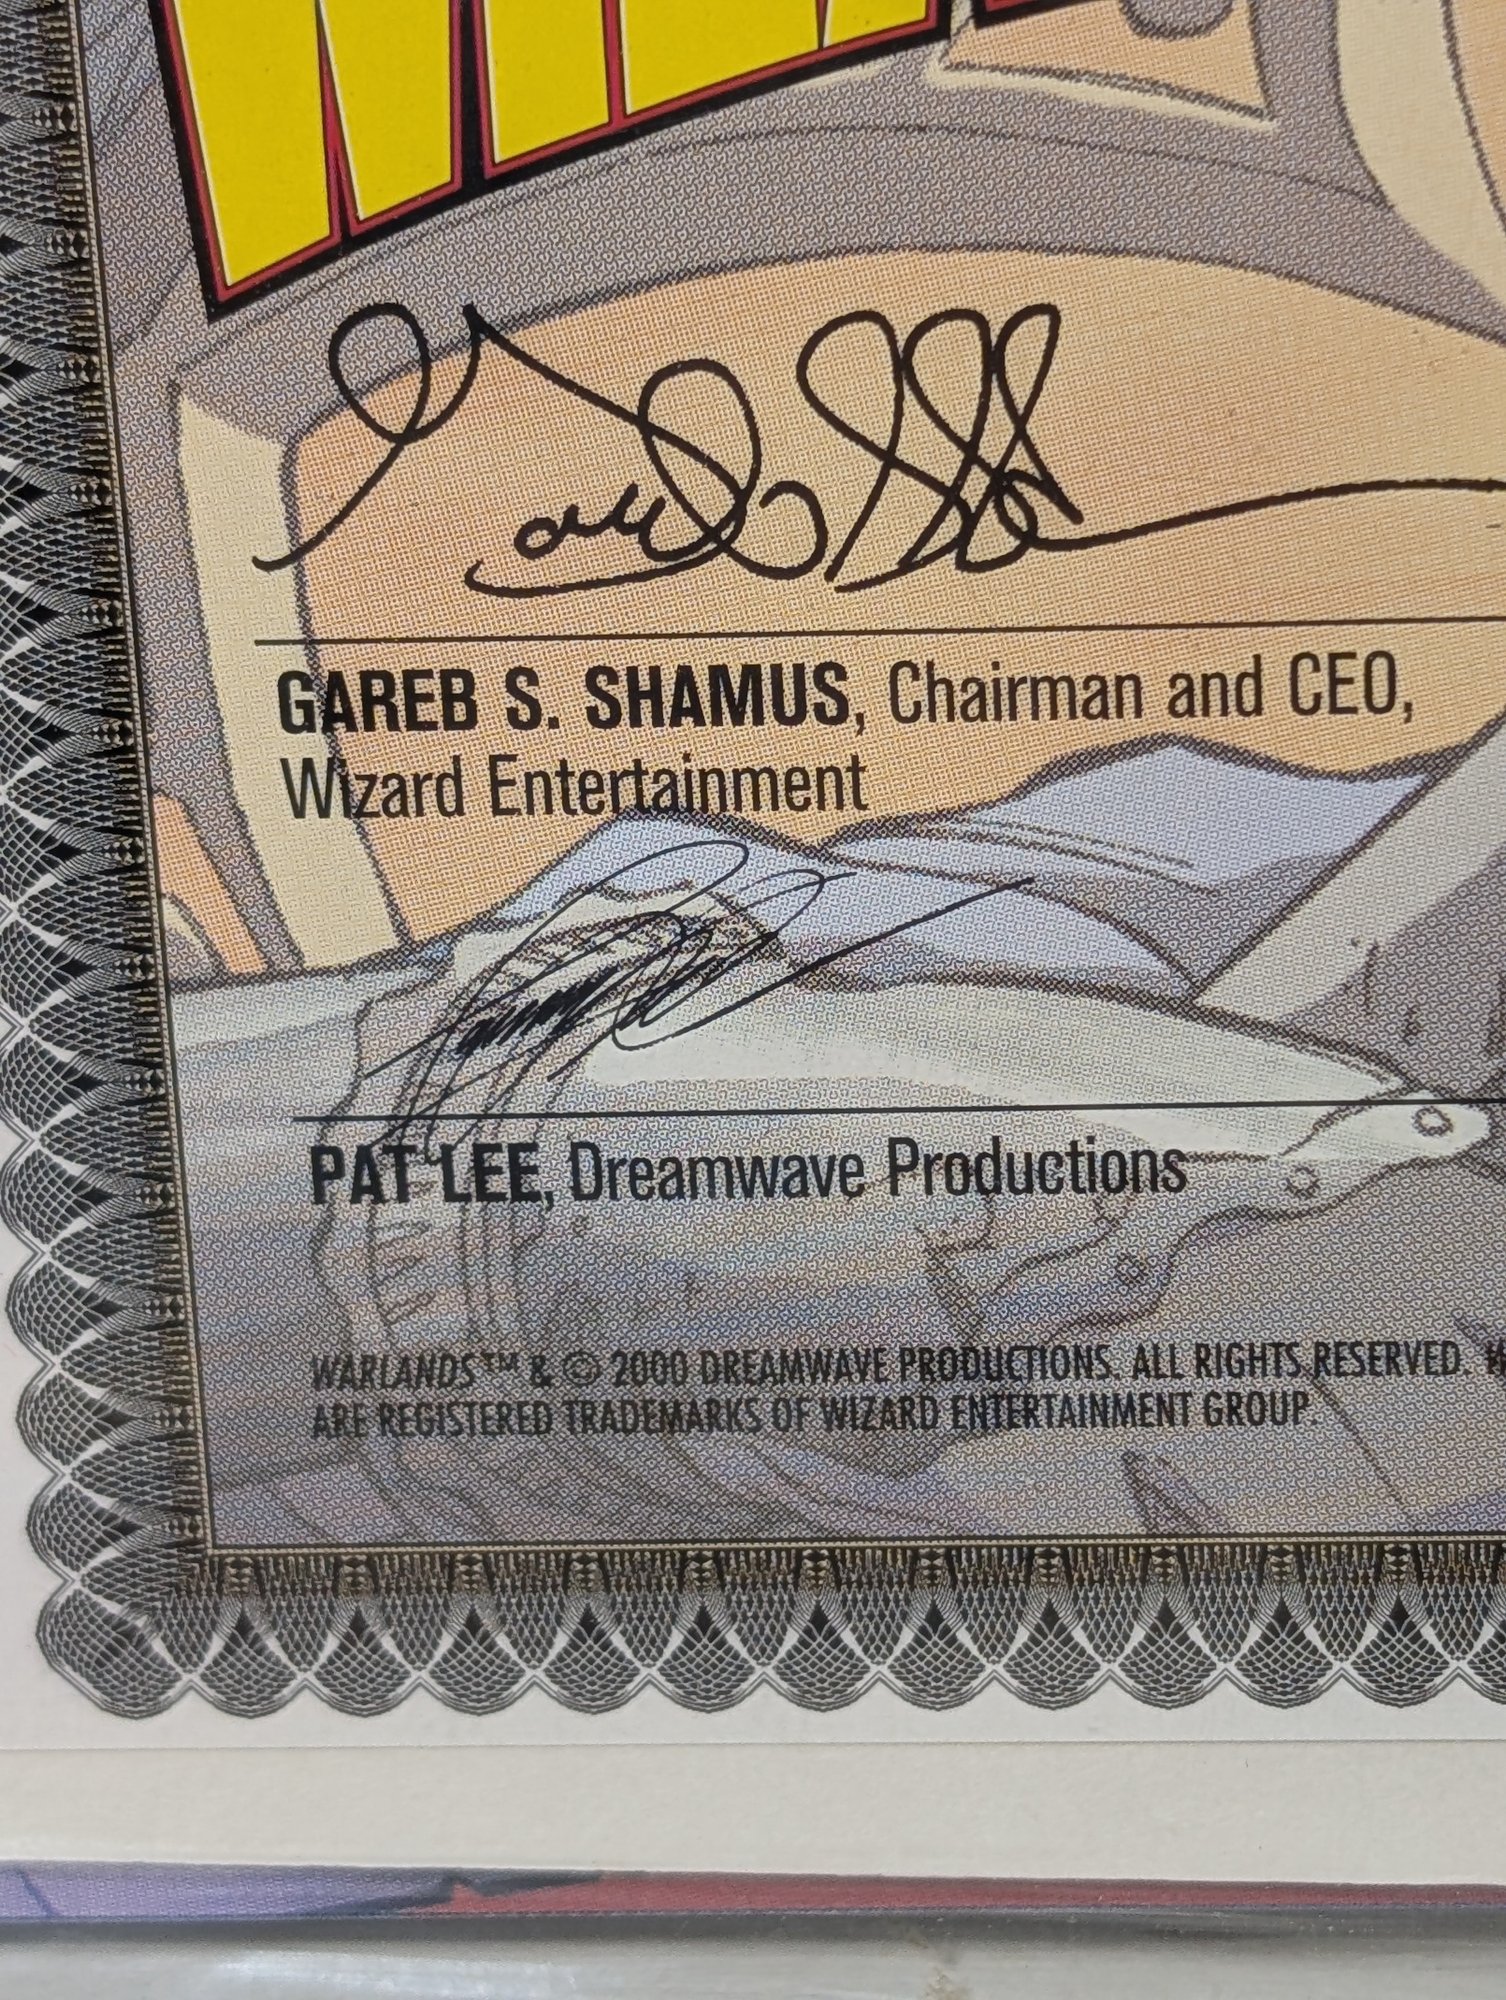 GAREB S. SHAMUS, Chairman and CEO,
Wizard Entertainment
PAT LEE, Dreamwave Productions
WARLANDS™ & © 2000 DREAMWAVE PRODUCTIONS. ALL RIGHTS RESERVED.
ARE REGISTERED TRADEMARKS OF WIZARD ENTERTAINMENT GROUP.